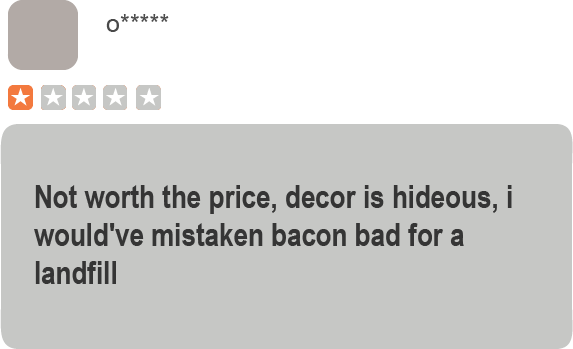 o*****
Not worth the price, decor is hideous, i
would've mistaken bacon bad for a
landfill